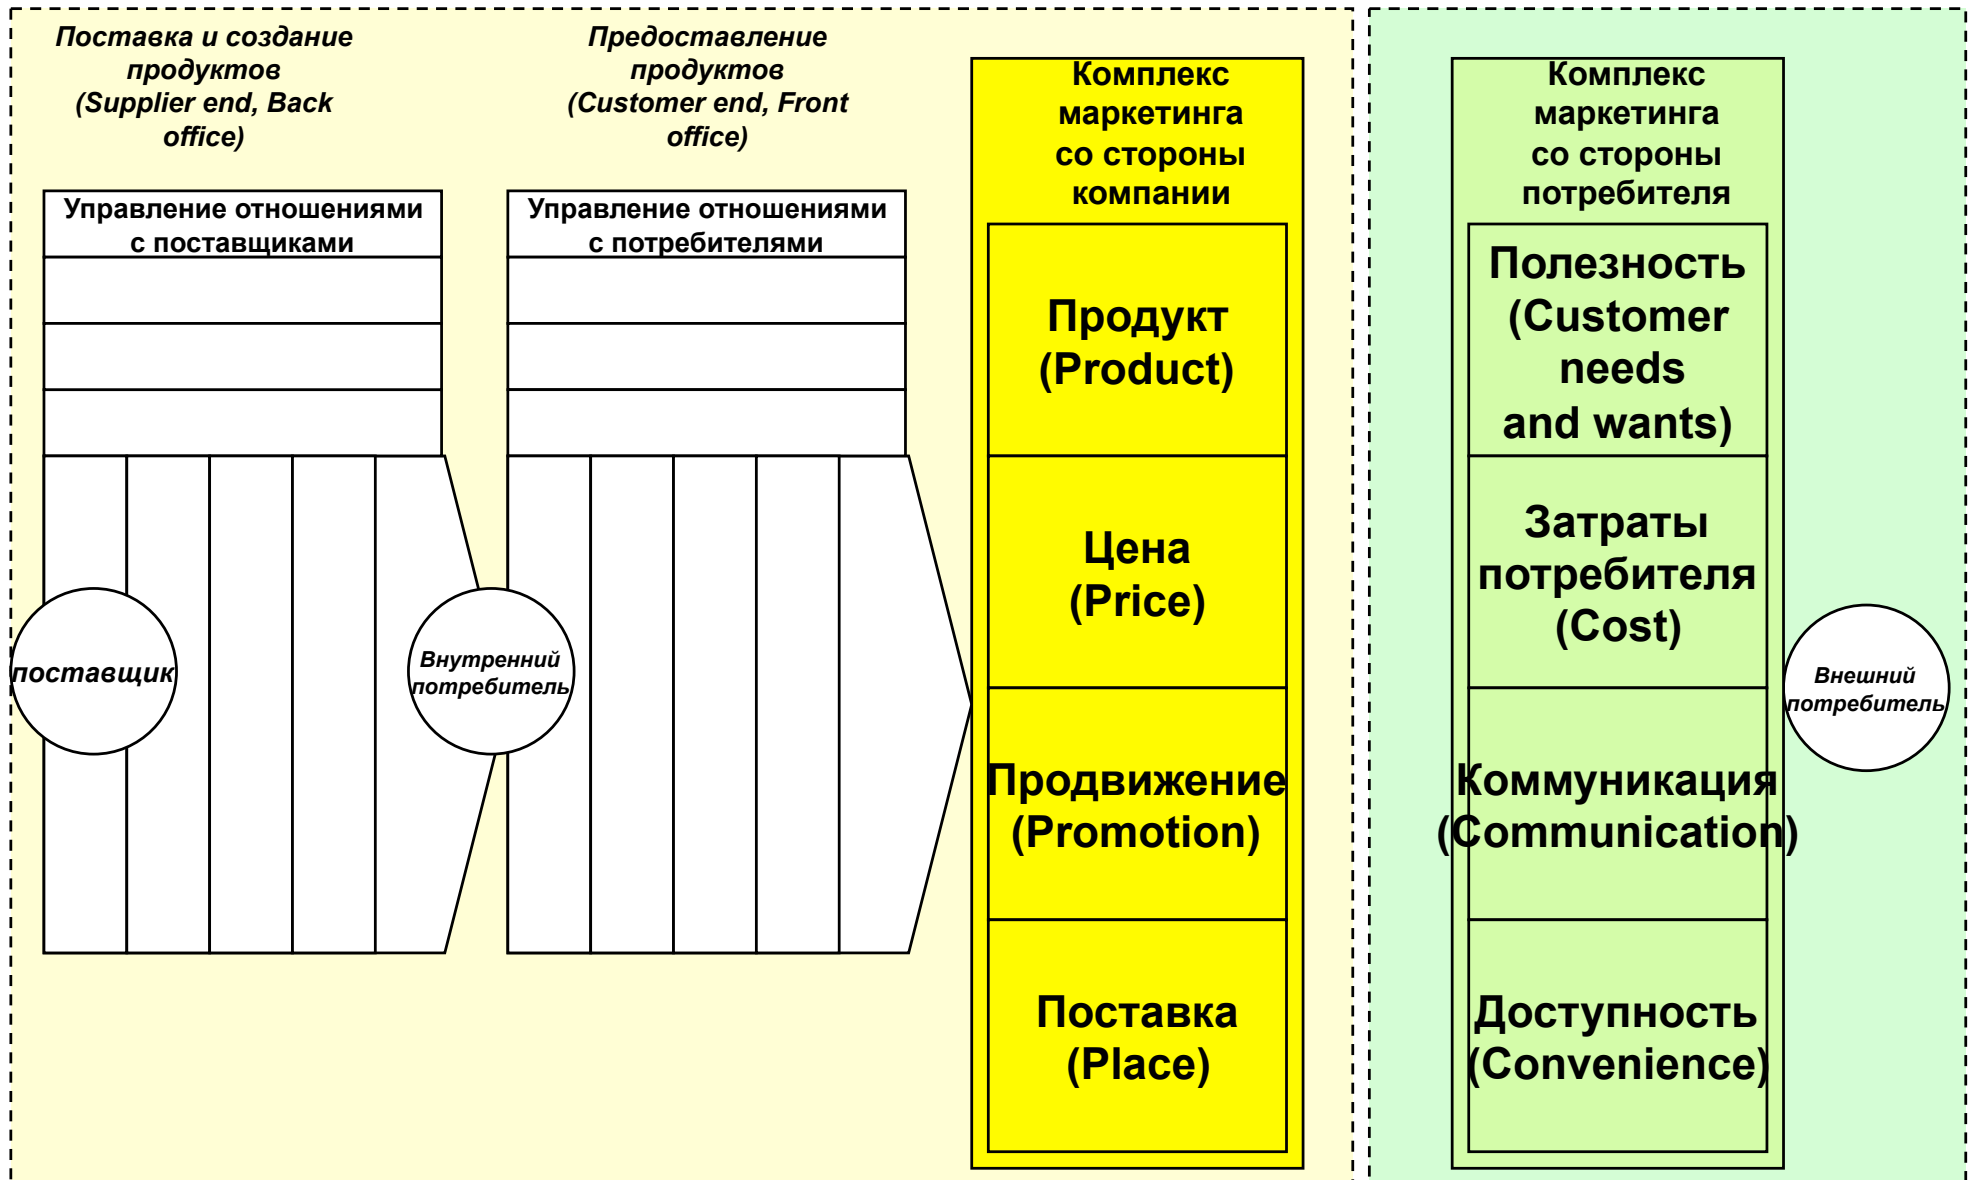 Поставка и создание
продуктов
(Supplier end, Back
office)
Предоставление
продуктов
(Customer end, Front
office)
Управление отношениями
с поставщиками
Управление отношениями
с потребителями
поставщик
Внутренний
потребитель
Комплекс
маркетинга
со стороны
компании
Продукт
(Product)
Цена
(Price)
Продвижение
(Promotion)
Поставка
(Place)
Комплекс
маркетинга
со стороны
потребителя
Полезность
(Customer
needs
and wants)
Затраты
потребителя
(Cost)
Коммуникация
(Communication)
Доступность
(Convenience)
Внешний
потребитель